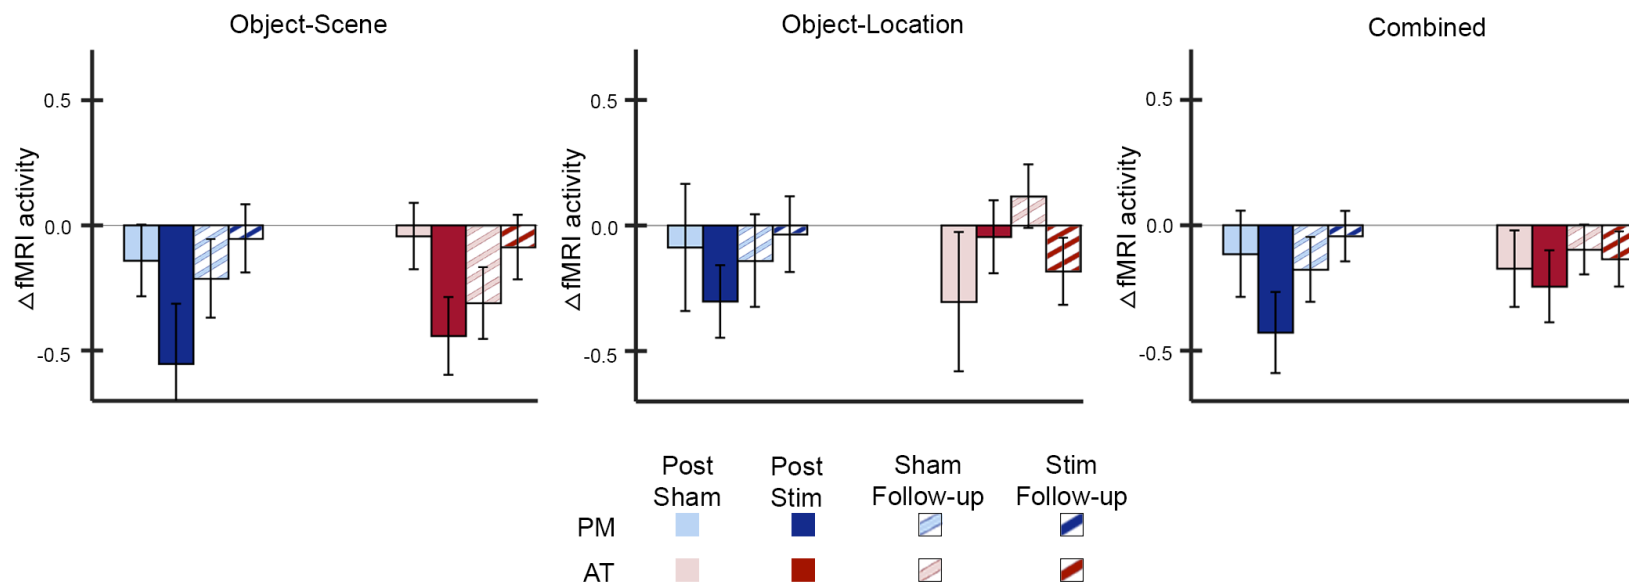 Object-Scene
Object-Location
Combined
0.5
0.0
-0.5
△fMRI activity
0.5
0.0
-0.5
△fMRI activity
0.5
0.0
-0.5
△fMRI activity
Post Sham
Post Stim
Sham Follow-up
Stim Follow-up
PM
AT